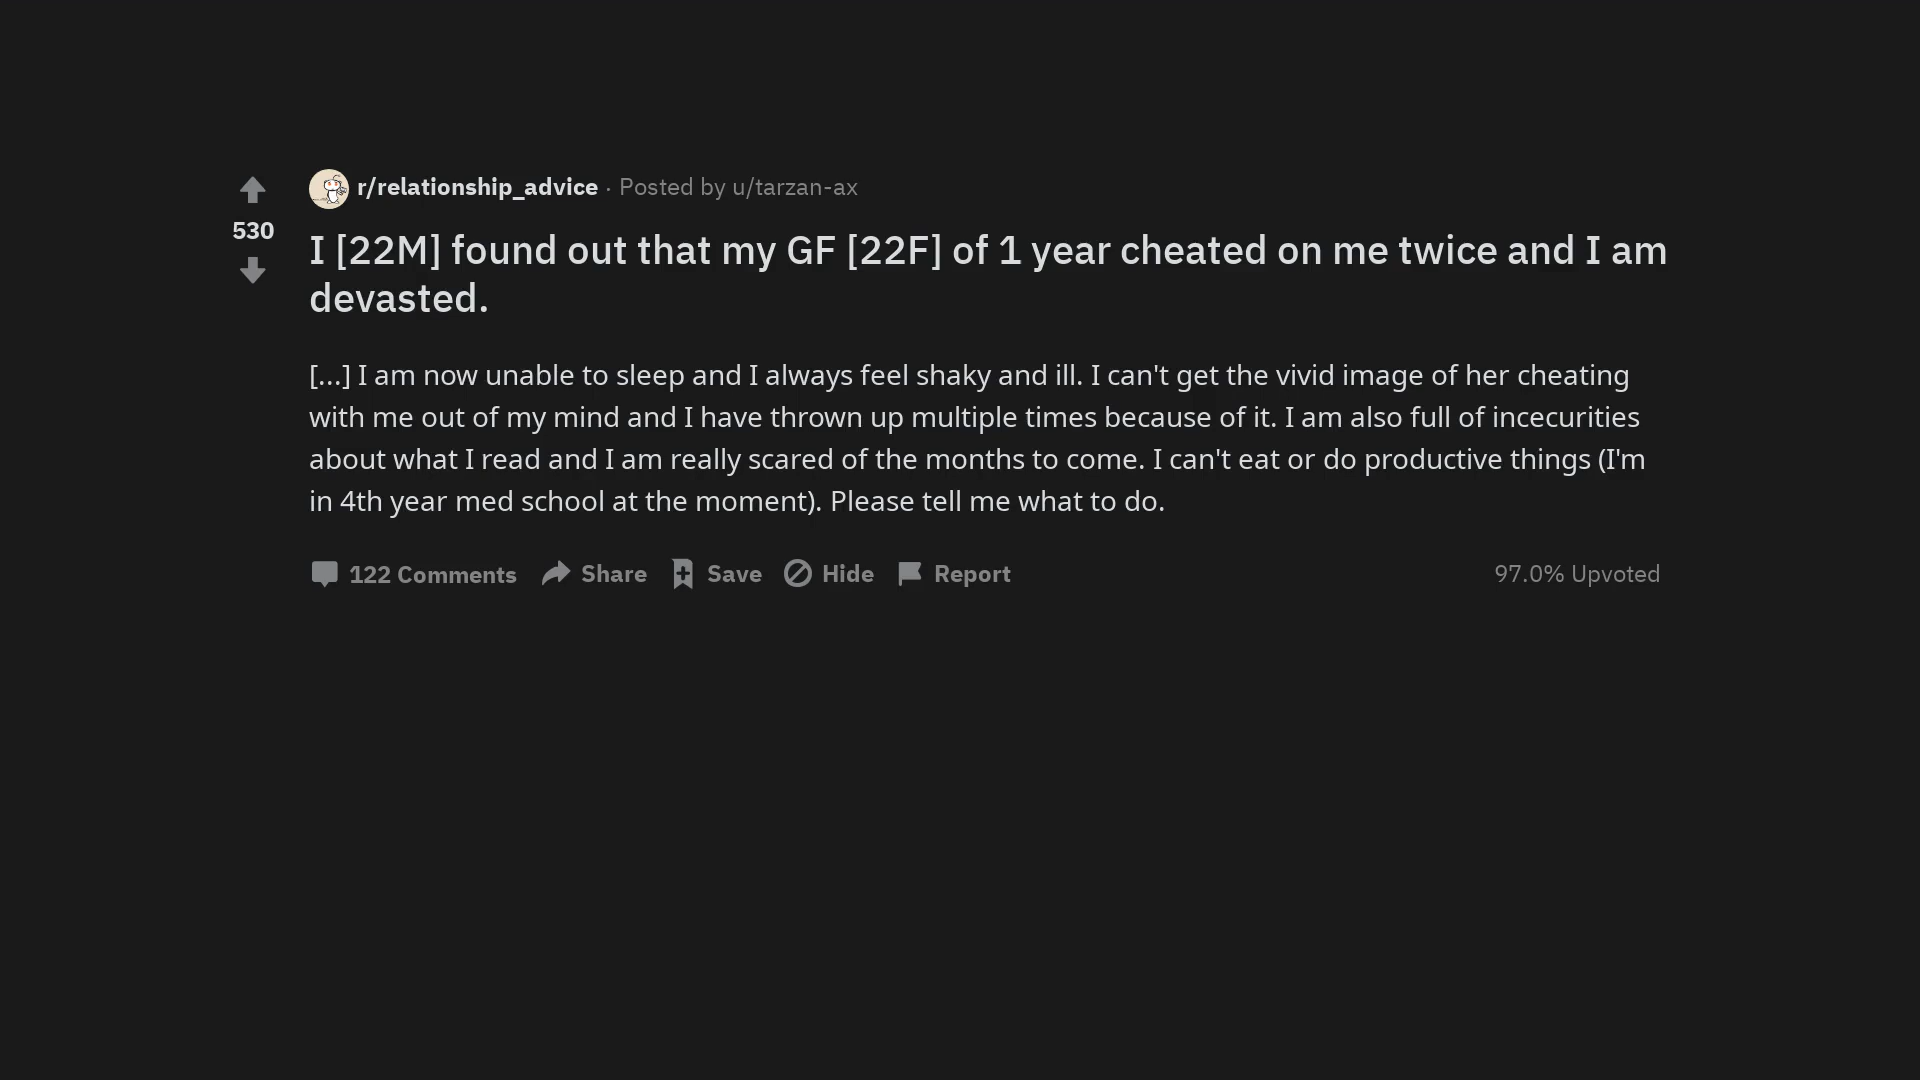 r/relationship_advice · Posted by u/tarzan-ax
530
I [22M] found out that my GF [22F] of 1 year cheated on me twice and I am
devasted.
[...] I am now unable to sleep and I always feel shaky and ill. I can't get the vivid image of her cheating
with me out of my mind and I have thrown up multiple times because of it. I am also full of incecurities
about what I read and I am really scared of the months to come. I can't eat or do productive things (I'm
in 4th year med school at the moment). Please tell me what to do.
122 Comments Share Save Hide Report 97.0% Upvoted